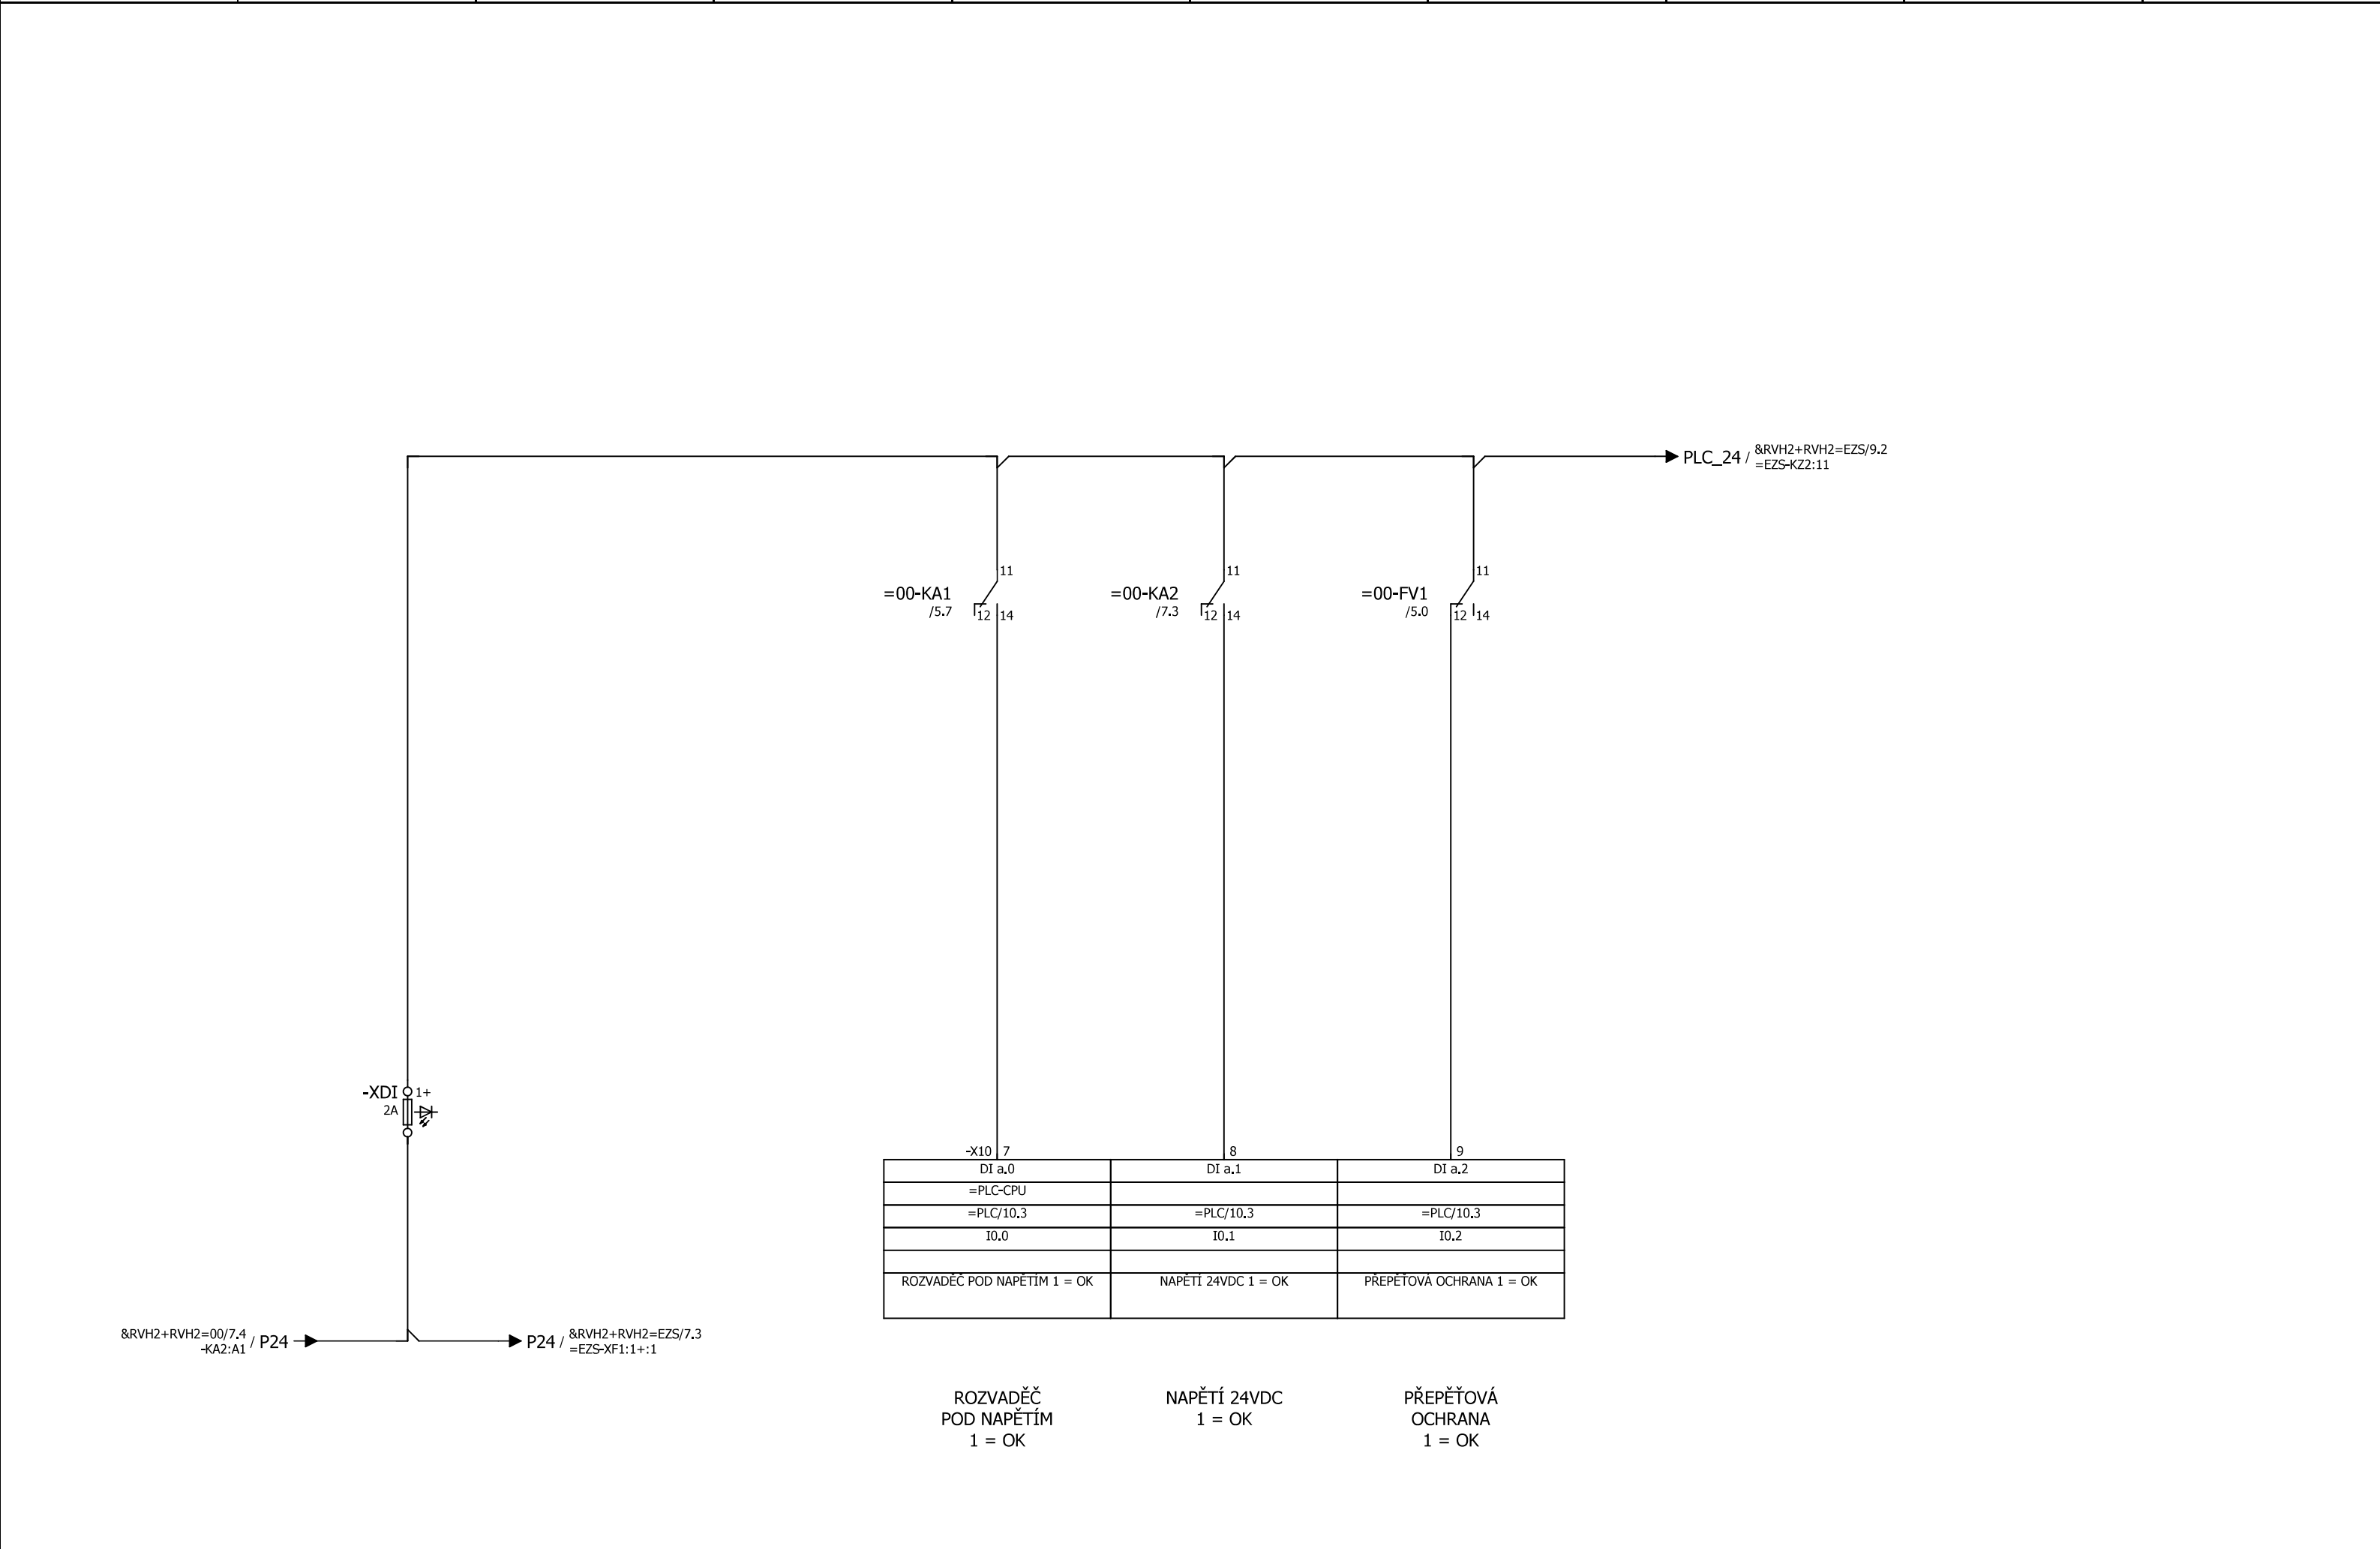 PLC_24 / &RVH2+RVH2=EZS/9.2
=EZS-KZ2:11
=00-KA1
/5.7
11
12 14
=00-KA2
/7.3
11
12 14
=00-FV1
/5.0
11
12 14
-XDI 1+
2A
-X10 7
8
9
DI a.0
DI a.1
DI a.2
=PLC-CPU
=PLC/10.3
=PLC/10.3
=PLC/10.3
I0.0
I0.1
I0.2
ROZVADĚČ POD NAPĚTÍM 1 = OK
NAPĚTÍ 24VDC 1 = OK
PŘEPĚŤOVÁ OCHRANA 1 = OK
&RVH2+RVH2=00/7.4 / P24
-KA2:A1
P24 / &RVH2+RVH2=EZS/7.3
=EZS-XF1:1+:1
ROZVADĚČ
POD NAPĚTÍM
1 = OK
NAPĚTÍ 24VDC
1 = OK
PŘEPĚŤOVÁ
OCHRANA
1 = OK